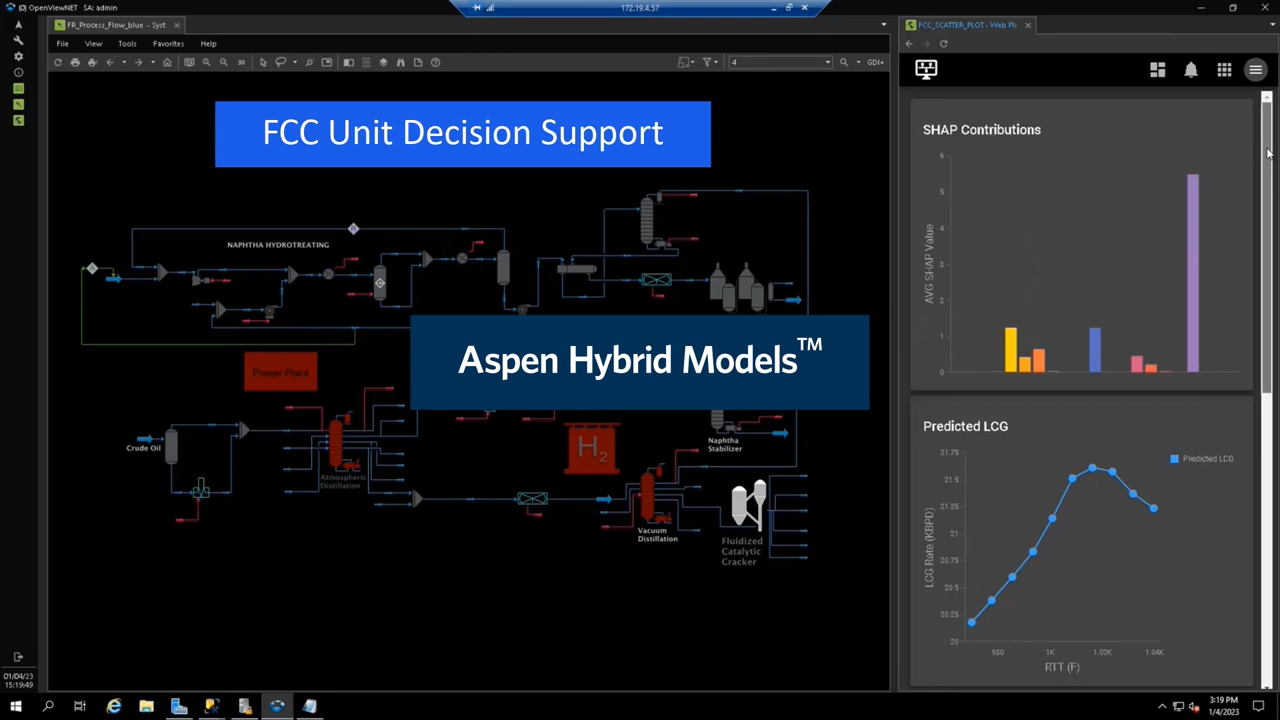 OpenViewNET SA: admin
172.19.4.57
FR_Process_Flow_blue - Syst
FCC_SCATTER_PLOT - Web Pl
File View Tools Favorites Help
4
GDI+
FCC Unit Decision Support
NAPHTHA HYDROTREATING
Aspen Hybrid Models™
Power Plant
Crude Oil
Atmospheric
Distillation
H2
Naphtha
Stabilizer
Vacuum
Distillation
Fluidized
Catalytic
Cracker
SHAP Contributions
AVG SHAP Value
6
5
4
3
2
1
0
Predicted LCG
Predicted LCG
LCG Rate (KBPD)
21.75
21.5
21.25
21
20.75
20.5
20.25
20
980 1K 1.02K 1.04K
RTT (F)
01/04/23
15:19:49
3:19 PM
1/4/2023